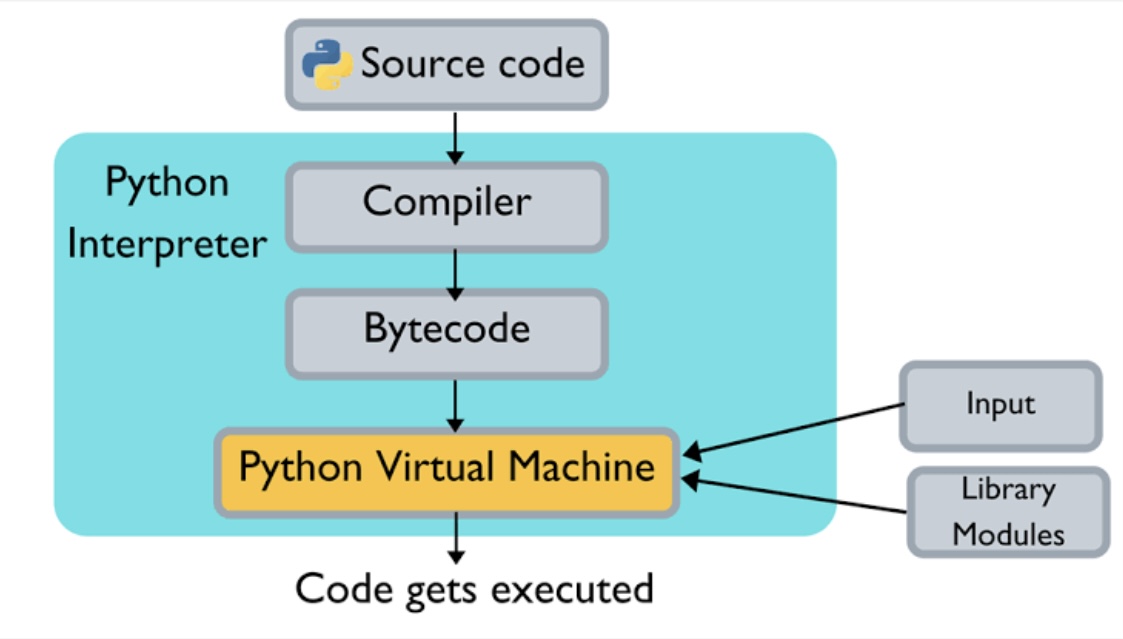 Source code
Python
Interpreter
Compiler
Bytecode
Python Virtual Machine
Input
Library
Modules
Code gets executed